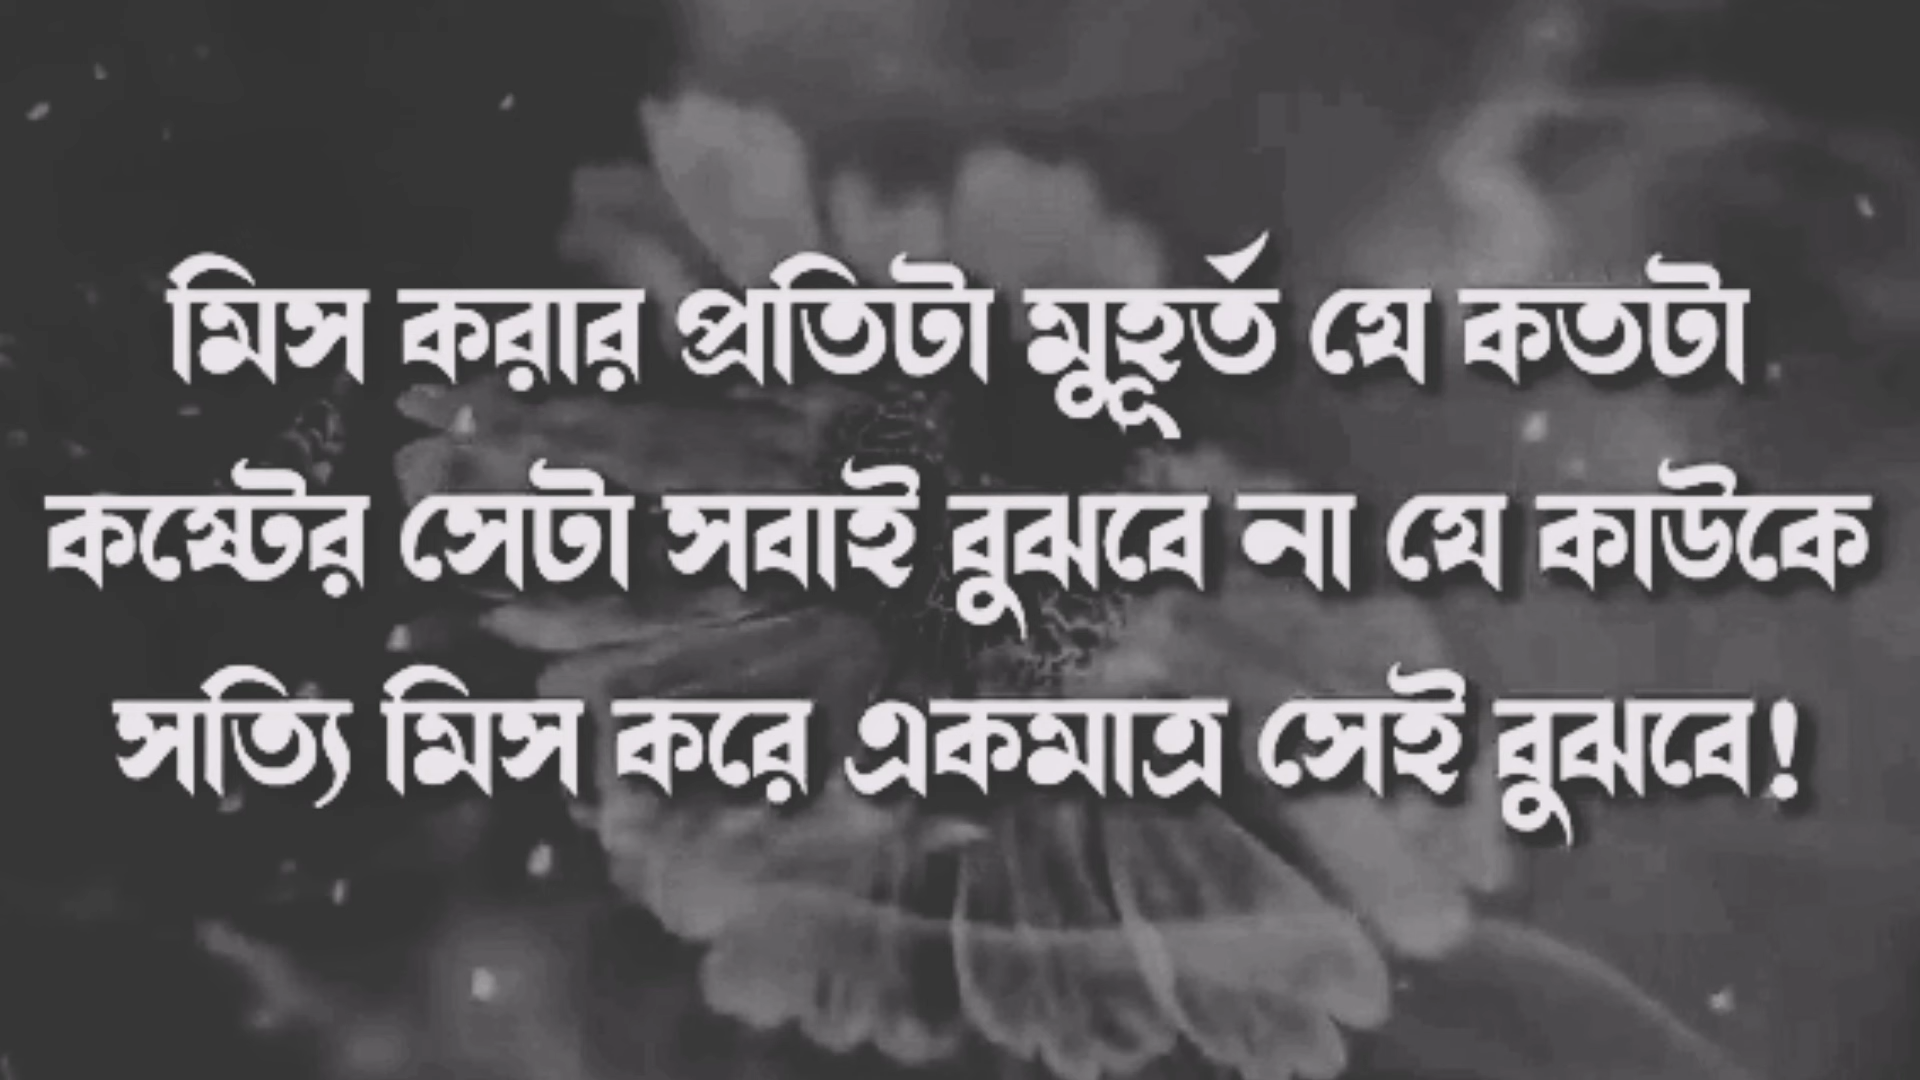 মিস করার প্রতিটা মুহূর্ত যে কতটা
কষ্টের সেটা সবাই বুঝবে না যে কাউকে
সত্যি মিস করে একমাত্র সেই বুঝবে!